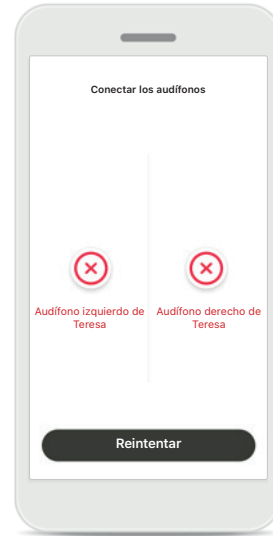 Conectar los audífonos
Audífono izquierdo de
Teresa
Audífono derecho de
Teresa
Reintentar